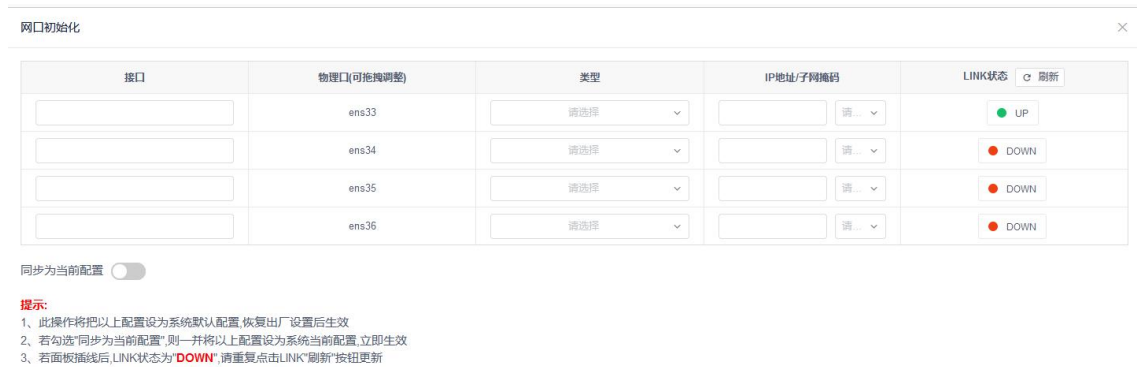 网口初始化
接口 物理口(可拖拽调整) 类型 IP地址/子网掩码 LINK状态 刷新
ens33 请选择 请... UP
ens34 请选择 请... DOWN
ens35 请选择 请... DOWN
ens36 请选择 请... DOWN
同步为当前配置
提示:
1、此操作将把以上配置设为系统默认配置,恢复出厂设置后生效
2、若勾选"同步为当前配置",则一并将以上配置设为系统当前配置,立即生效
3、若面板插线后,LINK状态为"DOWN",请重复点击LINK"刷新"按钮更新